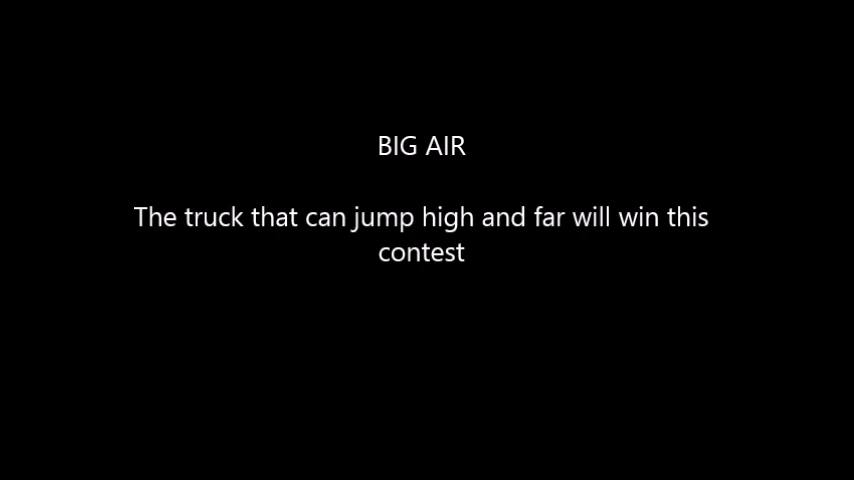 BIG AIR
The truck that can jump high and far will win this
contest